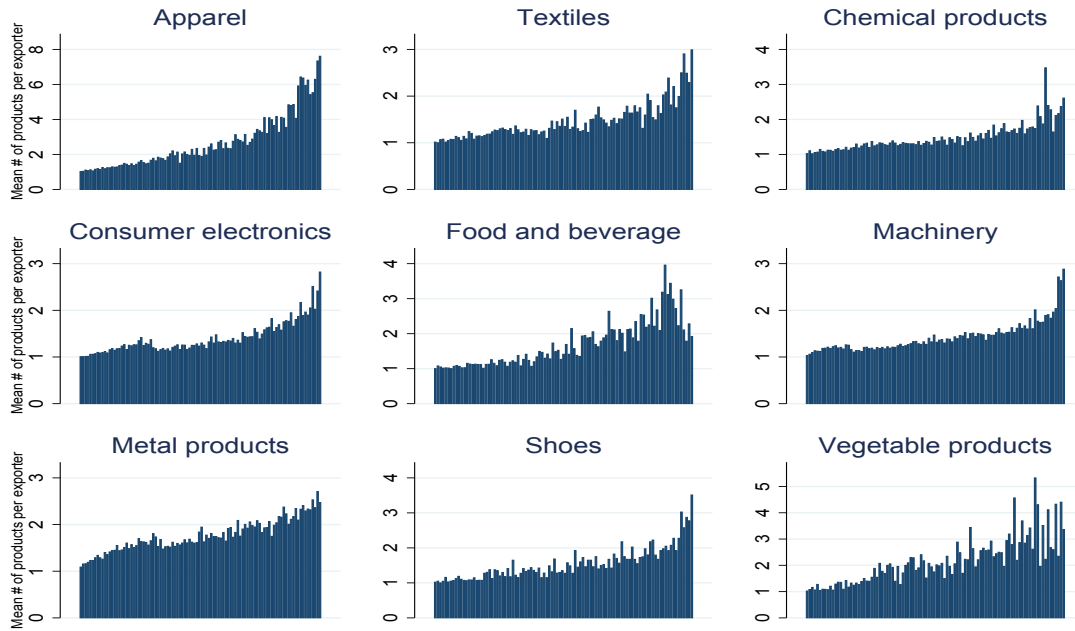 Apparel
Textiles
Chemical products
Mean # of products per exporter
0 2 4 6 8
0 1 2 3
0 1 2 3 4
Consumer electronics
Food and beverage
Machinery
Mean # of products per exporter
0 1 2 3
0 1 2 3 4
0 1 2 3
Metal products
Shoes
Vegetable products
Mean # of products per exporter
0 1 2 3
0 1 2 3 4
0 1 2 3 4 5